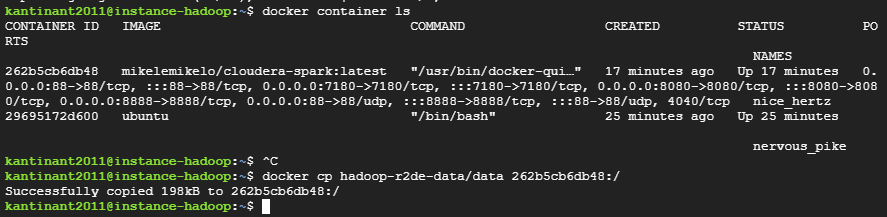 kantinant2011@instance-hadoop:~$ docker container ls
CONTAINER ID   IMAGE                              COMMAND                  CREATED          STATUS          PO
RTS
                                                                                                            NAMES
262b5cb6db48   mikelemikelo/cloudera-spark:latest   "/usr/bin/docker-qui…"   17 minutes ago   Up 17 minutes   0.
0.0.0:88->88/tcp, :::88->88/tcp, 0.0.0.0:7180->7180/tcp, :::7180->7180/tcp, 0.0.0.0:8080->8080/tcp, :::8080->808
0/tcp, 0.0.0.0:8888->8888/tcp, 0.0.0.0:88->88/udp, :::8888->8888/tcp, :::88->88/udp, 4040/tcp   nice_hertz
29695172d600   ubuntu                             "/bin/bash"              25 minutes ago   Up 25 minutes
                                                                                                            nervous_pike
kantinant2011@instance-hadoop:~$ ^C
kantinant2011@instance-hadoop:~$ docker cp hadoop-r2de-data/data 262b5cb6db48:/
Successfully copied 198kB to 262b5cb6db48:/
kantinant2011@instance-hadoop:~$